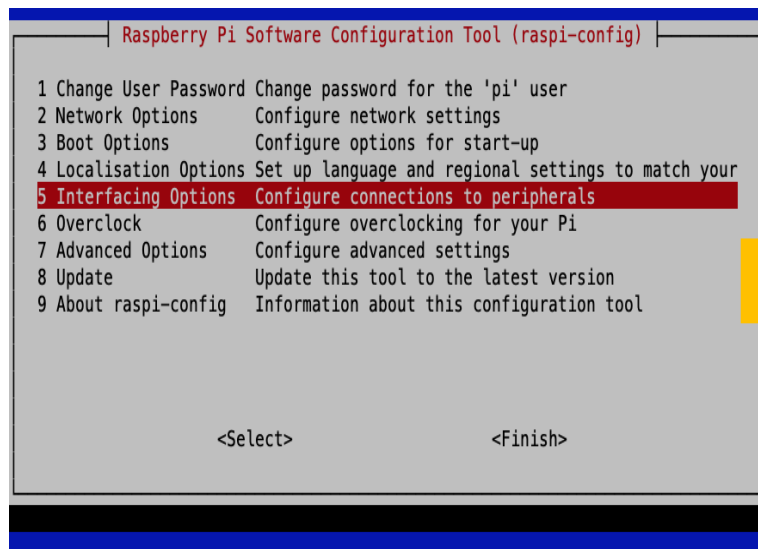 Raspberry Pi Software Configuration Tool (raspi-config)
1 Change User Password Change password for the 'pi' user
2 Network Options Configure network settings
3 Boot Options Configure options for start-up
4 Localisation Options Set up language and regional settings to match your
5 Interfacing Options Configure connections to peripherals
6 Overclock Configure overclocking for your Pi
7 Advanced Options Configure advanced settings
8 Update Update this tool to the latest version
9 About raspi-config Information about this configuration tool
<Select> <Finish>